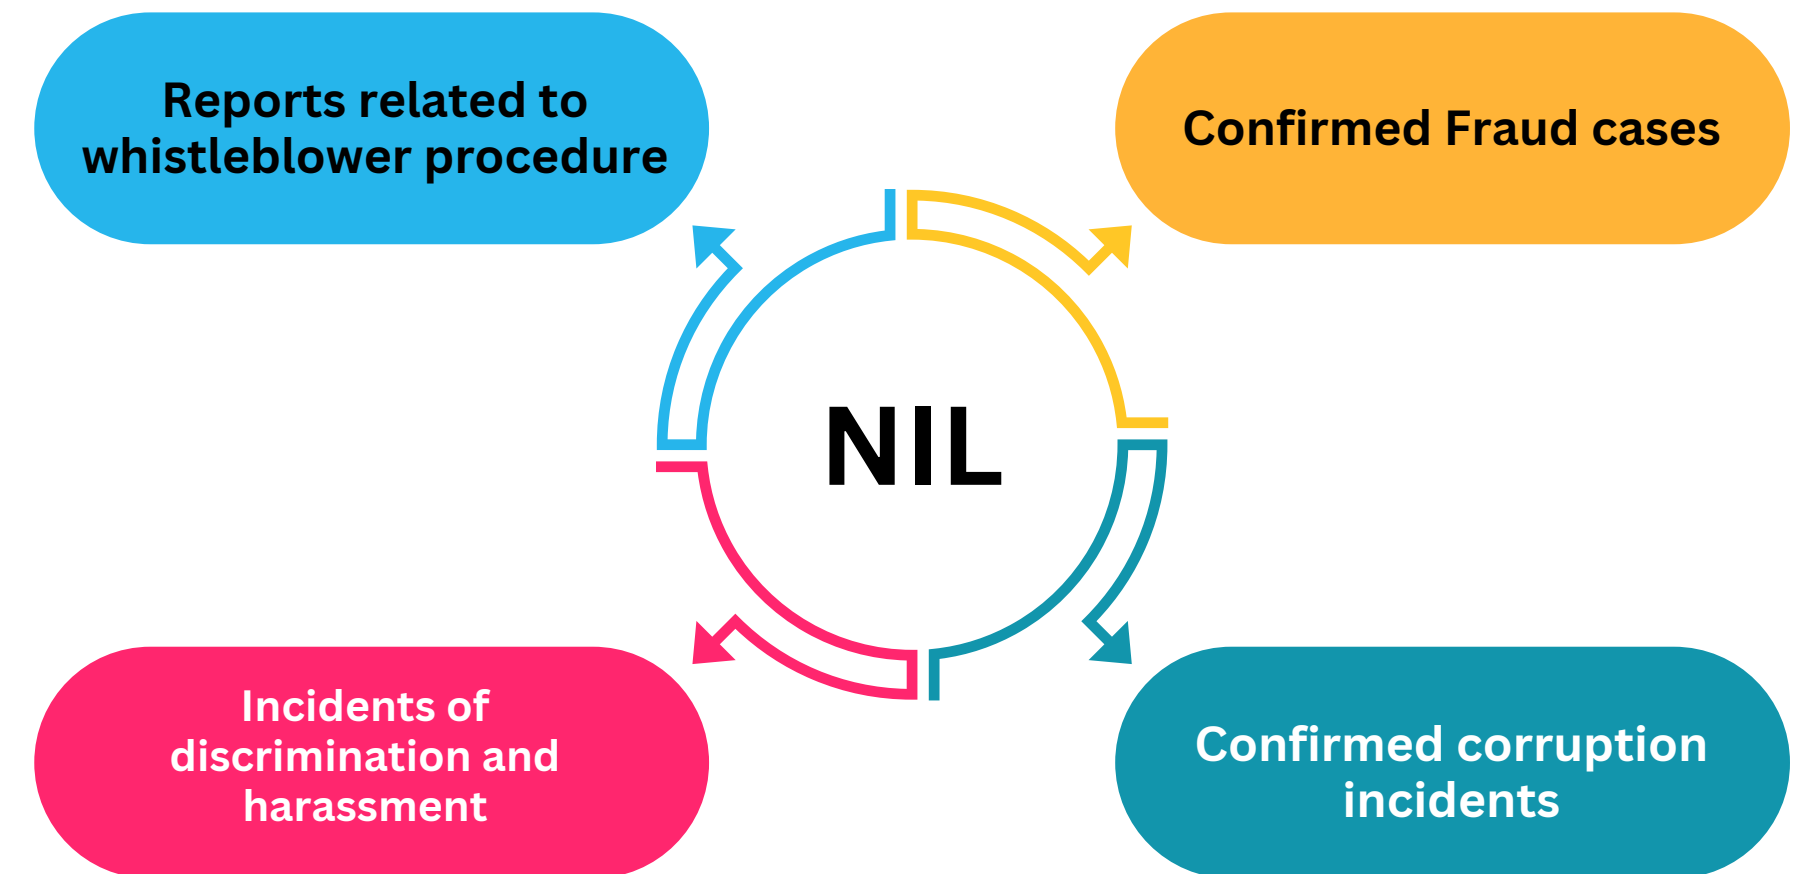 Reports related to
whistleblower procedure
Confirmed Fraud cases
NIL
Incidents of
discrimination and
harassment
Confirmed corruption
incidents